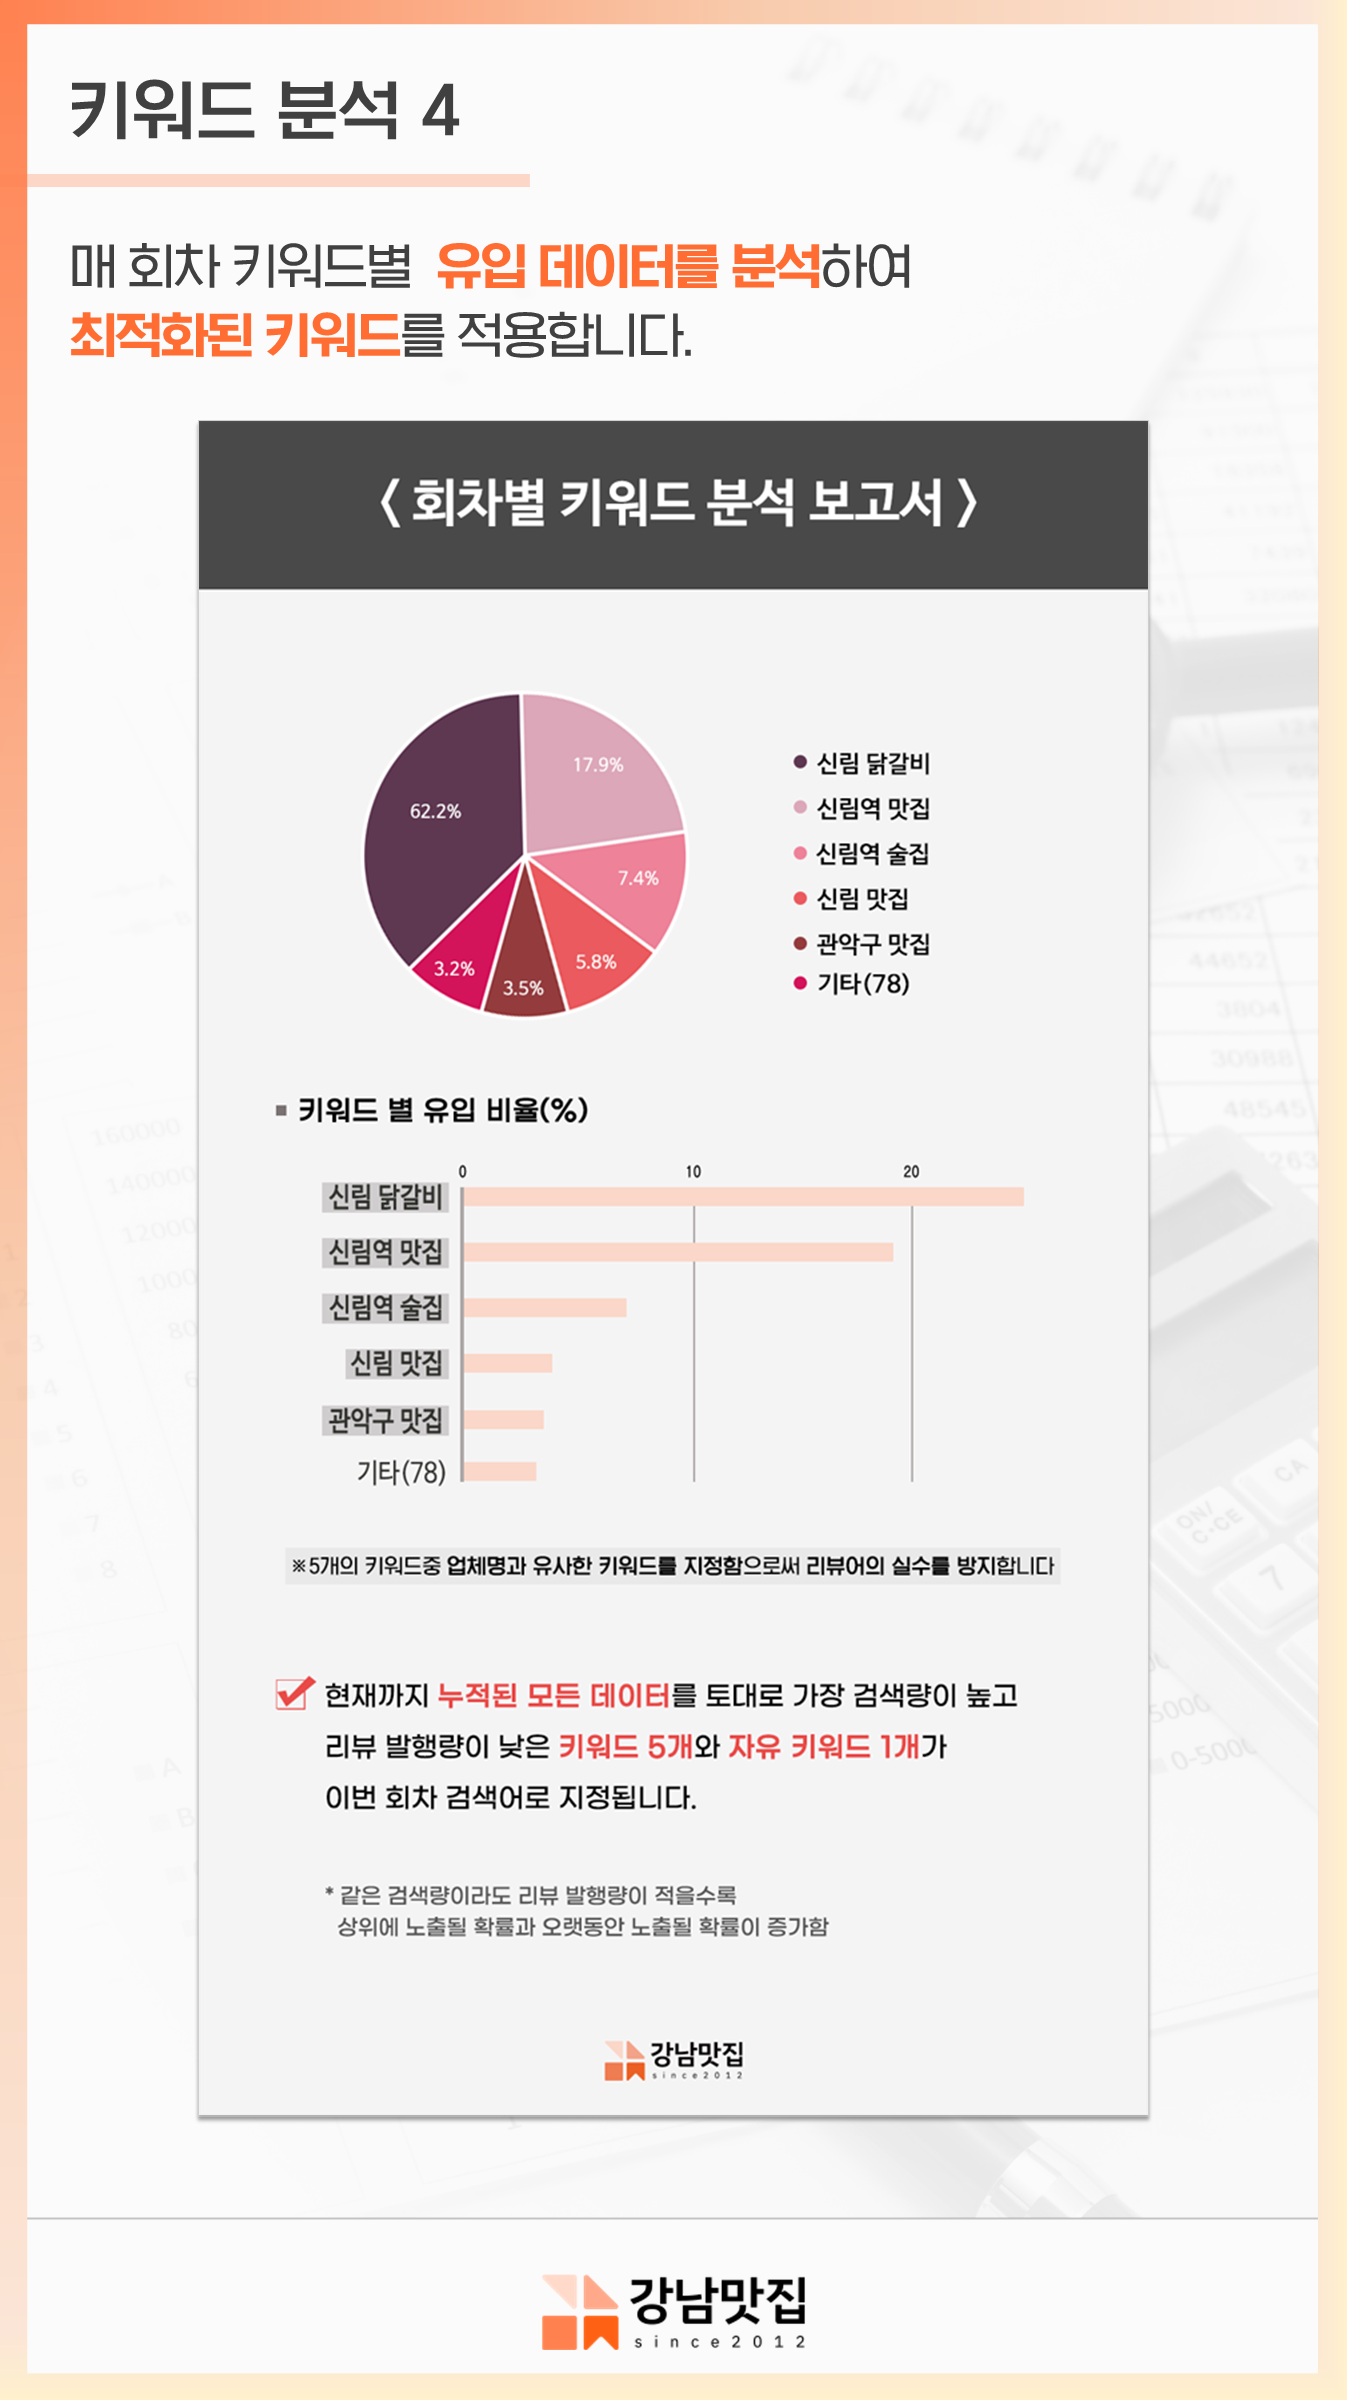 키워드 분석 4
매 회차 키워드별 유입 데이터를 분석하여
최적화된 키워드를 적용합니다.
〈 회차별 키워드 분석 보고서 〉
17.9%
62.2%
7.4%
5.8%
3.2%
3.5%
신림 닭갈비
신림역 맛집
신림역 술집
신림 맛집
관악구 맛집
기타(78)
키워드 별 유입 비율(%)
0 10 20
신림 닭갈비
신림역 맛집
신림역 술집
신림 맛집
관악구 맛집
기타(78)
※5개의 키워드중 업체명과 유사한 키워드를 지정함으로써 리뷰어의 실수를 방지합니다
현재까지 누적된 모든 데이터를 토대로 가장 검색량이 높고
리뷰 발행량이 낮은 키워드 5개와 자유 키워드 1개가
이번 회차 검색어로 지정됩니다.
* 같은 검색량이라도 리뷰 발행량이 적을수록
상위에 노출될 확률과 오랫동안 노출될 확률이 증가함
강남맛집
since2012
44652
3804
30988
48545
160000
140000
ON/
C·CE
CA
7
0-5000
강남맛집
since2012